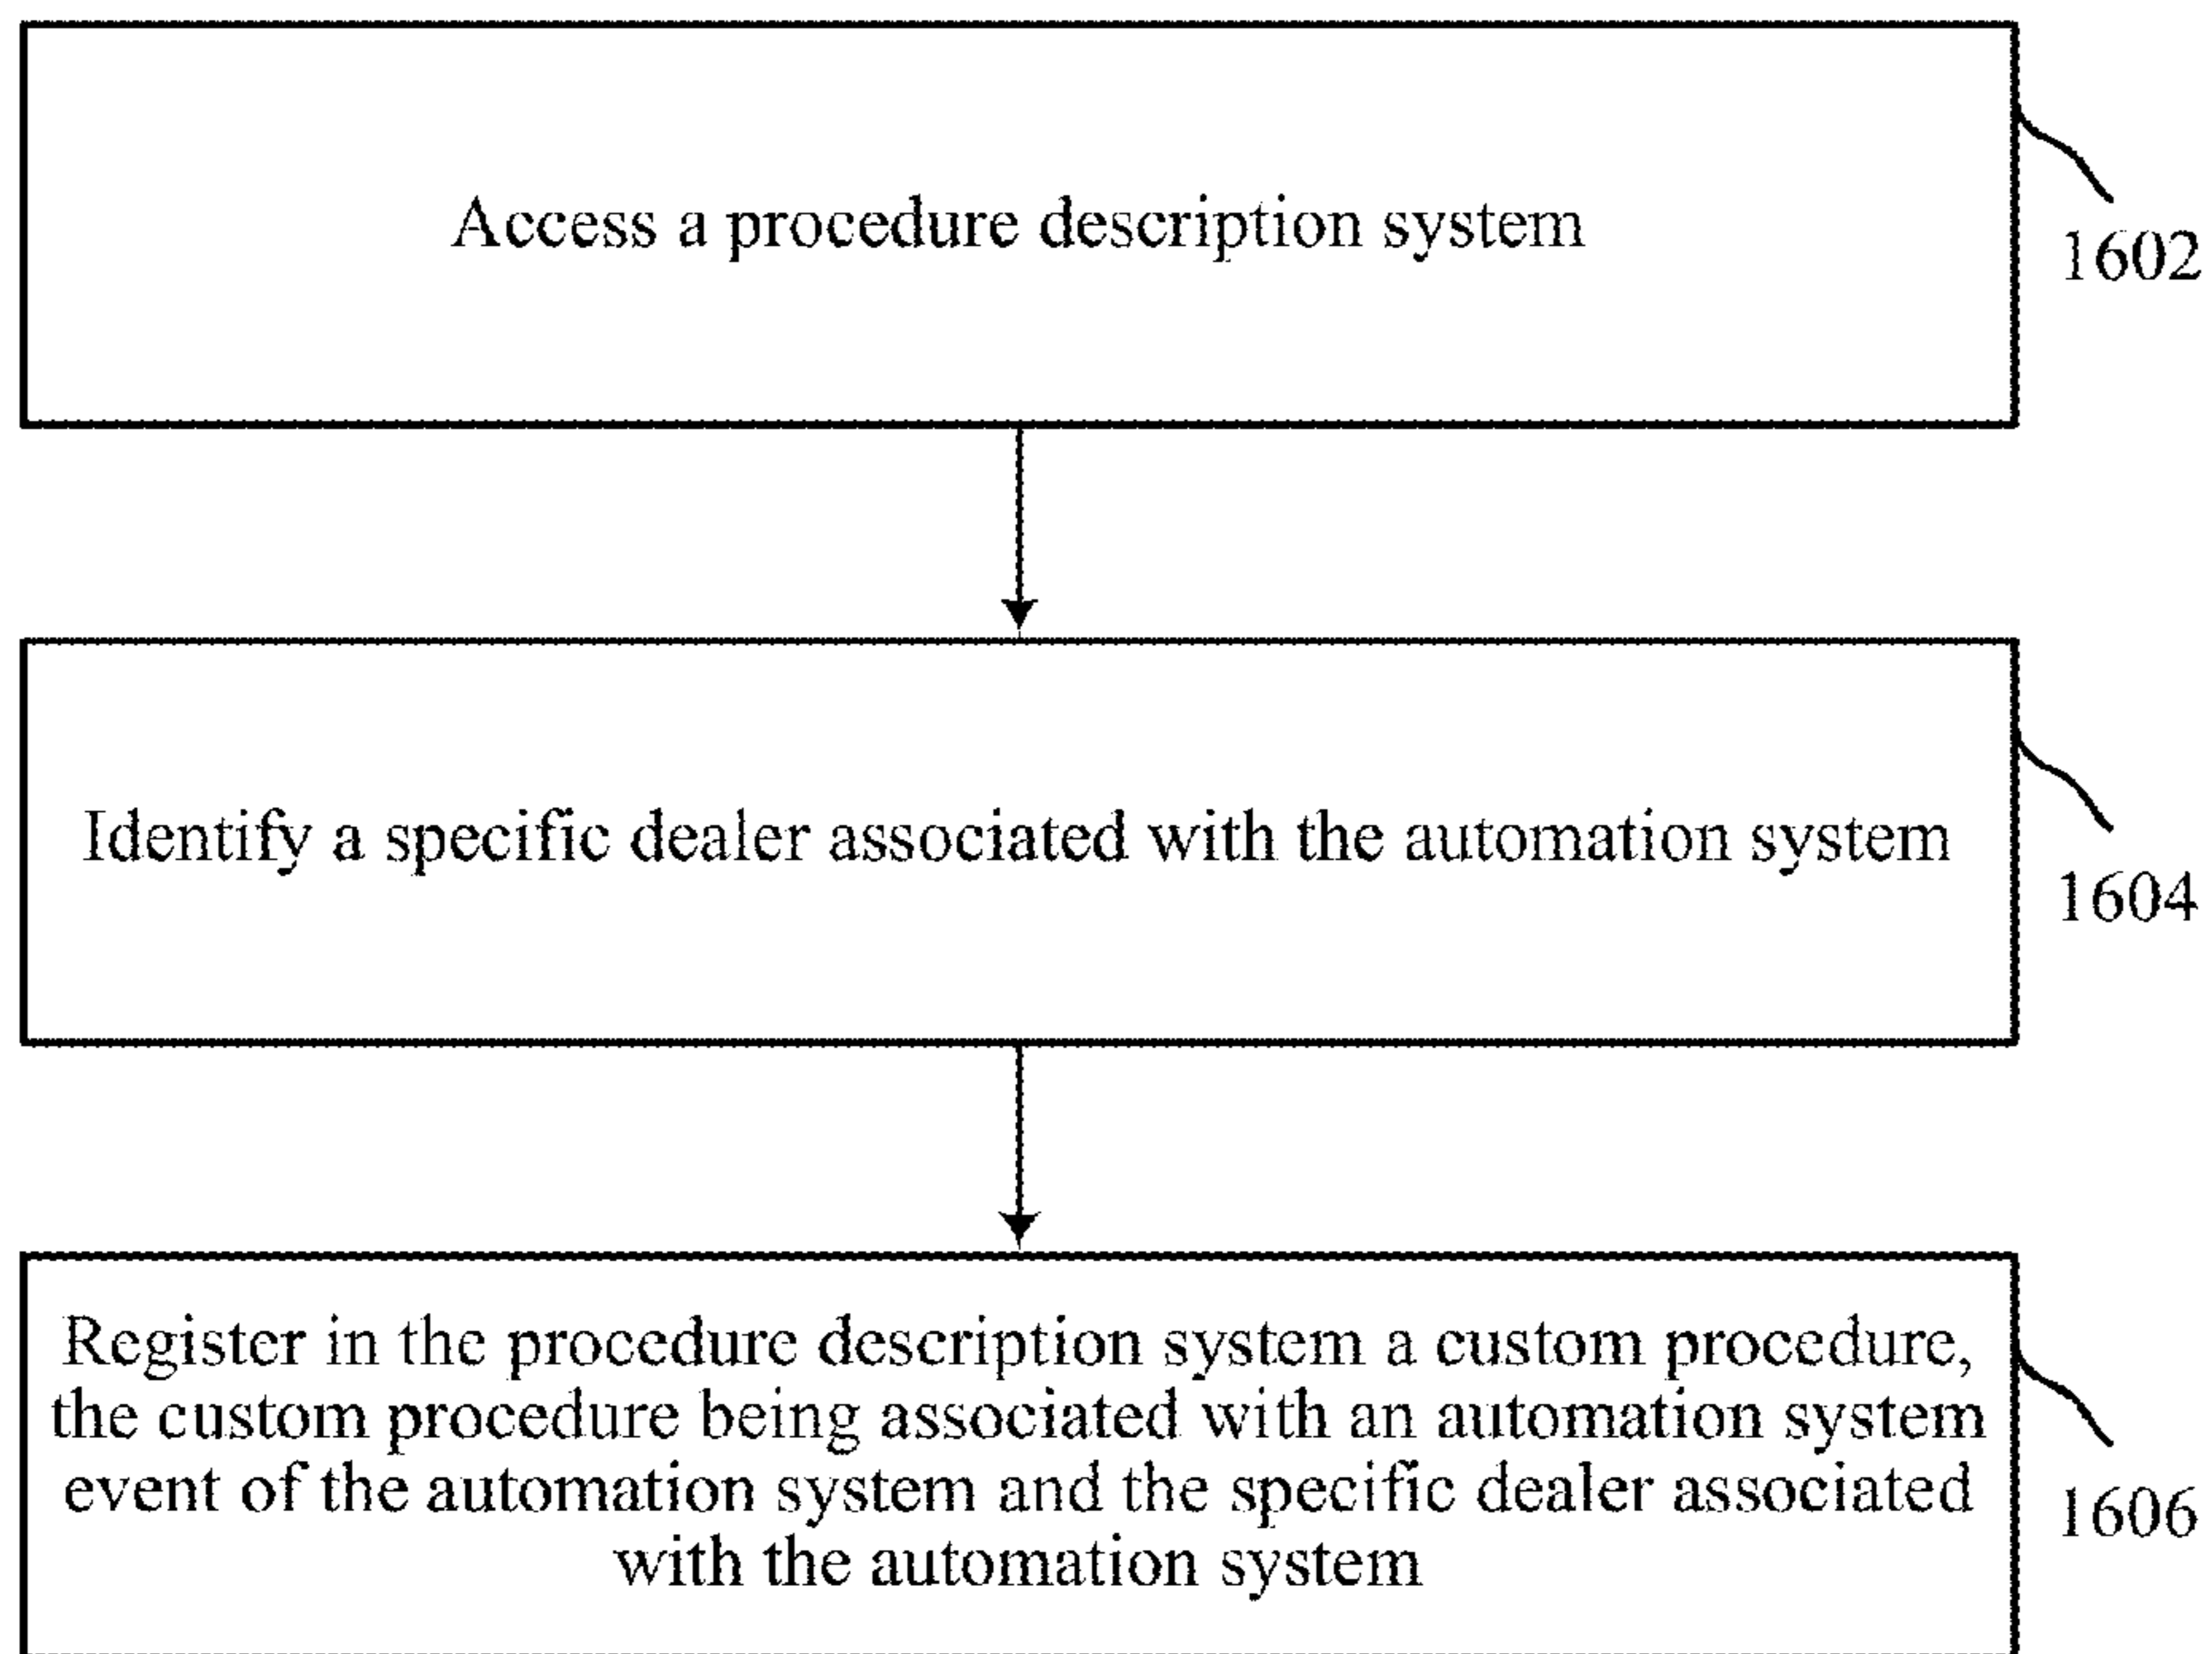 Access a procedure description system
1602
Identify a specific dealer associated with the automation system
1604
Register in the procedure description system a custom procedure,
the custom procedure being associated with an automation system
event of the automation system and the specific dealer associated
with the automation system
1606